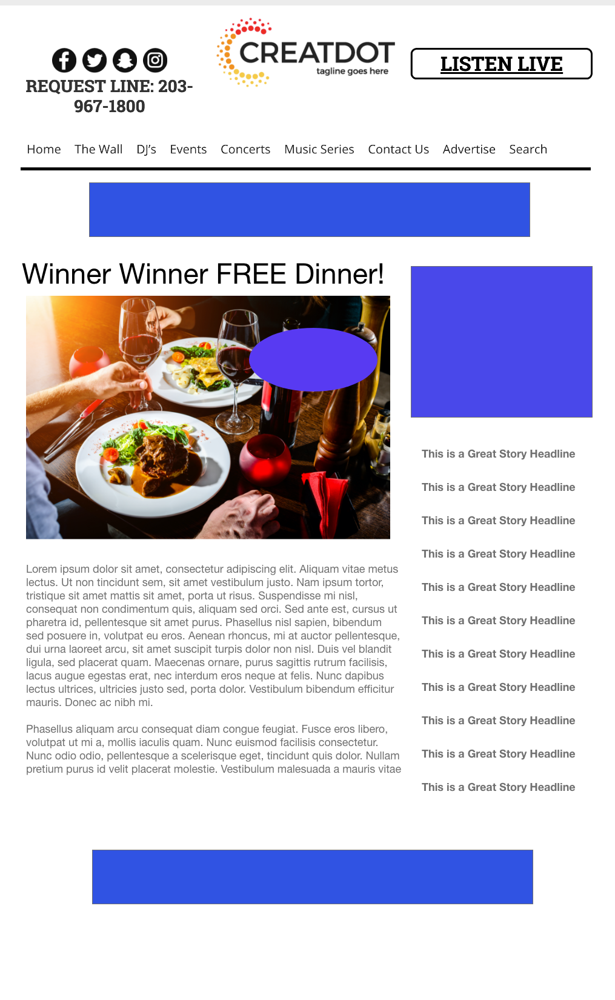 CREATDOT
tagline goes here
LISTEN LIVE
REQUEST LINE: 203-
967-1800
Home The Wall DJ’s Events Concerts Music Series Contact Us Advertise Search
Winner Winner FREE Dinner!
Lorem ipsum dolor sit amet, consectetur adipiscing elit. Aliquam vitae metus
lectus. Ut non tincidunt sem, sit amet vestibulum justo. Nam ipsum tortor,
tristique sit amet mattis sit amet, porta ut risus. Suspendisse mi nisl,
consequat non condimentum quis, aliquam sed orci. Sed ante est, cursus ut
pharetra id, pellentesque sit amet purus. Phasellus nisl sapien, bibendum
sed posuere in, volutpat eu eros. Aenean rhoncus, mi at auctor pellentesque,
dui urna laoreet arcu, sit amet suscipit turpis dolor non nisl. Duis vel blandit
ligula, sed placerat quam. Maecenas ornare, purus sagittis rutrum facilisis,
lacus augue egestas erat, nec interdum eros neque at felis. Nunc dapibus
lectus ultrices, ultricies justo sed, porta dolor. Vestibulum bibendum efficitur
mauris. Donec ac nibh mi.
Phasellus aliquam arcu consequat diam congue feugiat. Fusce eros libero,
volutpat ut mi a, mollis iaculis quam. Nunc euismod facilisis consectetur.
Nunc odio odio, pellentesque a scelerisque eget, tincidunt quis dolor. Nullam
pretium purus id velit placerat molestie. Vestibulum malesuada a mauris vitae
This is a Great Story Headline
This is a Great Story Headline
This is a Great Story Headline
This is a Great Story Headline
This is a Great Story Headline
This is a Great Story Headline
This is a Great Story Headline
This is a Great Story Headline
This is a Great Story Headline
This is a Great Story Headline
This is a Great Story Headline